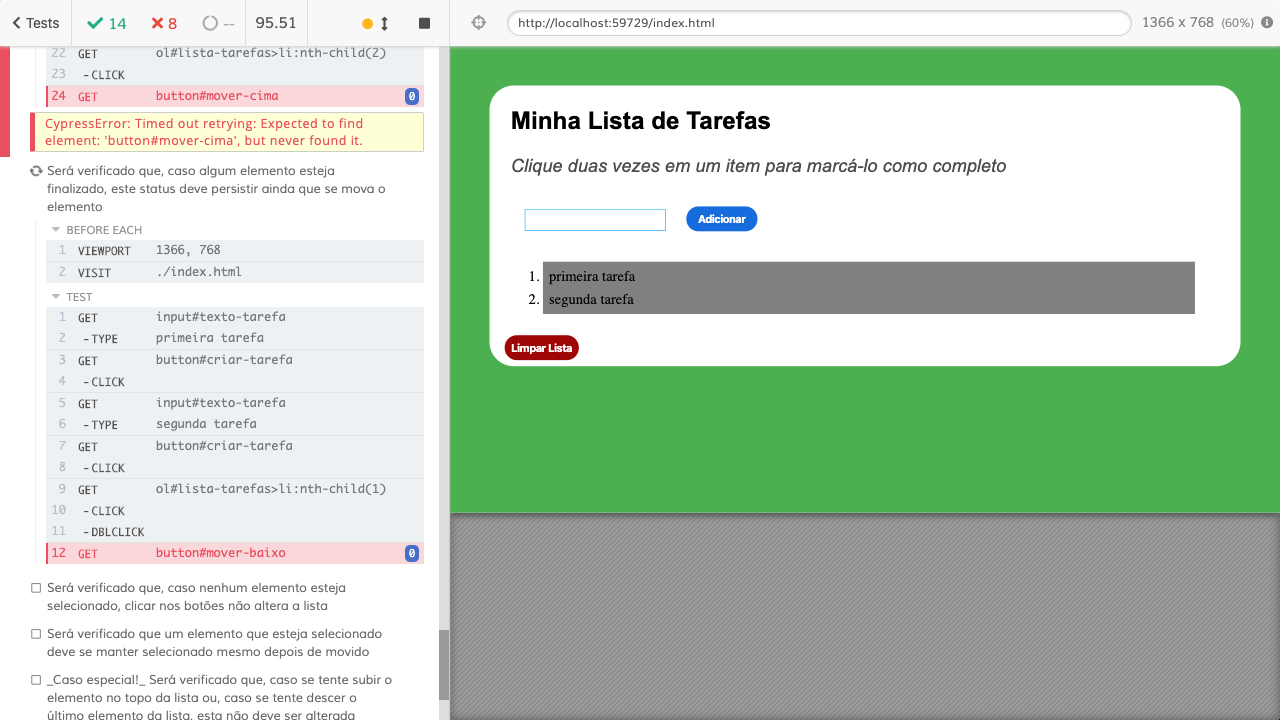 Tests 14 8 -- 95.51
22 GET ol#lista-tarefas>li:nth-child(2)
23 -CLICK
24 GET button#mover-cima 0
CypressError: Timed out retrying: Expected to find
element: 'button#mover-cima', but never found it.
Será verificado que, caso algum elemento esteja
finalizado, este status deve persistir ainda que se mova o
elemento
BEFORE EACH
1 VIEWPORT 1366, 768
2 VISIT ./index.html
TEST
1 GET input#texto-tarefa
2 -TYPE primeira tarefa
3 GET button#criar-tarefa
4 -CLICK
5 GET input#texto-tarefa
6 -TYPE segunda tarefa
7 GET button#criar-tarefa
8 -CLICK
9 GET ol#lista-tarefas>li:nth-child(1)
10 -CLICK
11 -DBLCLICK
12 GET button#mover-baixo 0
Será verificado que, caso nenhum elemento esteja
selecionado, clicar nos botões não altera a lista
Será verificado que um elemento que esteja selecionado
deve se manter selecionado mesmo depois de movido
_Caso especial!_ Será verificado que, caso se tente subir o
elemento no topo da lista ou, caso se tente descer o
último elemento da lista, esta não deve ser alterada
http://localhost:59729/index.html 1366 x 768 (60%)
Minha Lista de Tarefas
Clique duas vezes em um item para marcá-lo como completo
Adicionar
1. primeira tarefa
2. segunda tarefa
Limpar Lista